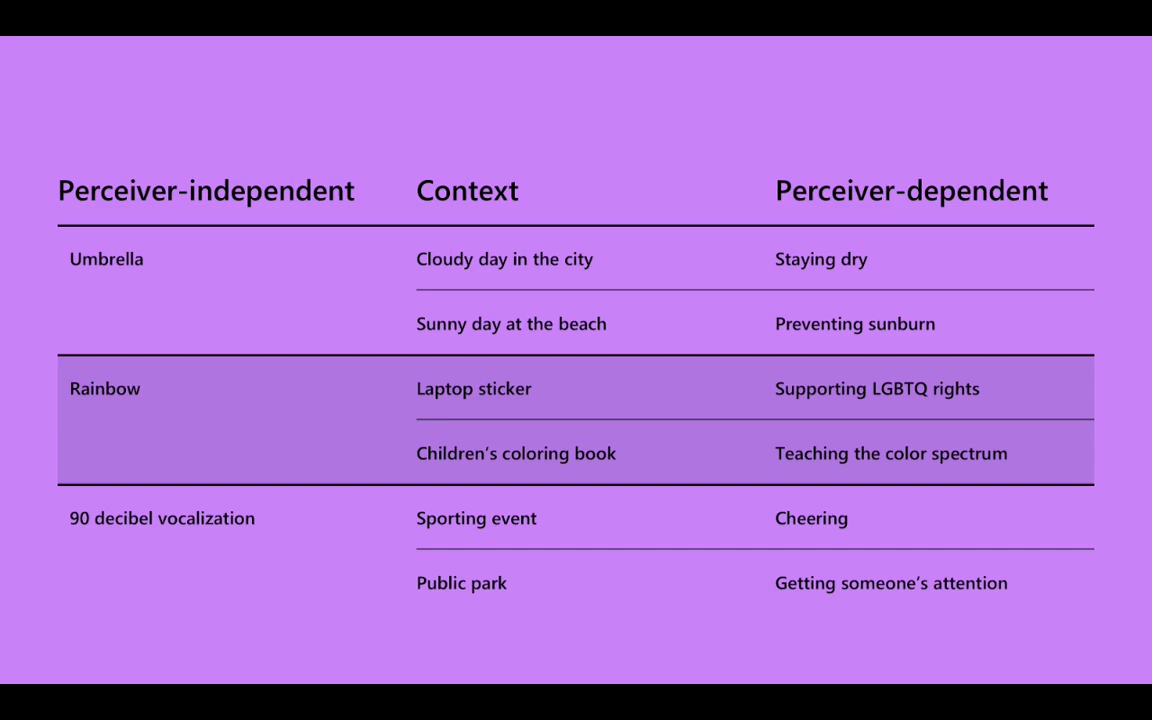 Perceiver-independent Context Perceiver-dependent
Umbrella Cloudy day in the city Staying dry
Sunny day at the beach Preventing sunburn
Rainbow Laptop sticker Supporting LGBTQ rights
Children’s coloring book Teaching the color spectrum
90 decibel vocalization Sporting event Cheering
Public park Getting someone’s attention